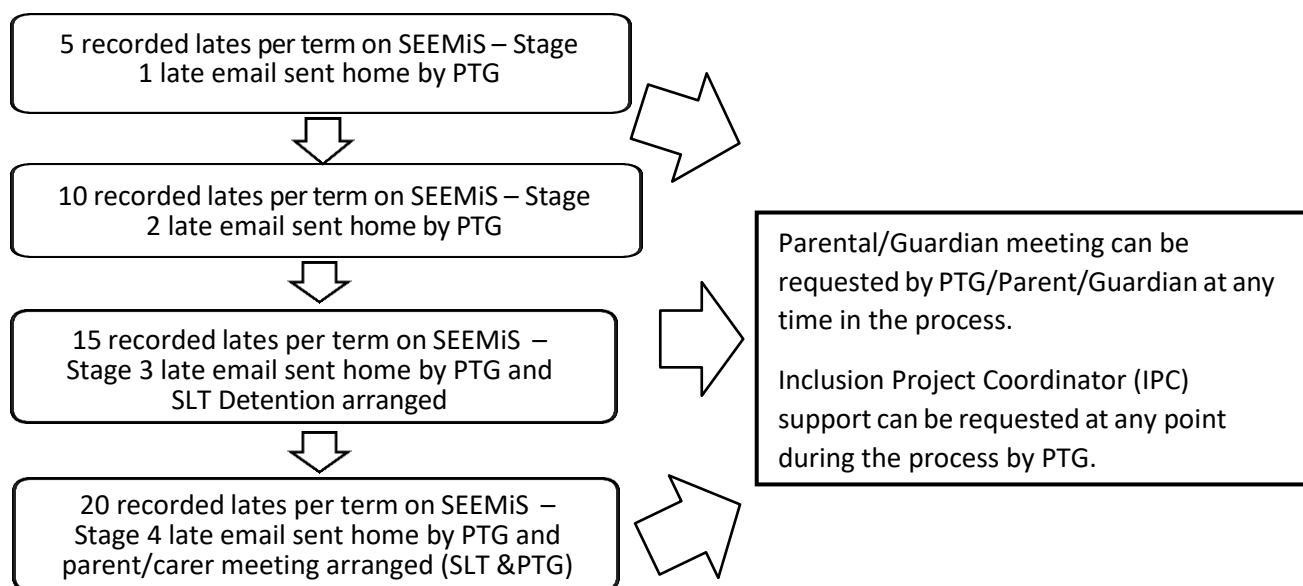 5 recorded lates per term on SEEMiS – Stage
1 late email sent home by PTG
10 recorded lates per term on SEEMiS – Stage
2 late email sent home by PTG
15 recorded lates per term on SEEMiS –
Stage 3 late email sent home by PTG and
SLT Detention arranged
20 recorded lates per term on SEEMiS –
Stage 4 late email sent home by PTG and
parent/carer meeting arranged (SLT &PTG)
Parental/Guardian meeting can be
requested by PTG/Parent/Guardian at any
time in the process.
Inclusion Project Coordinator (IPC)
support can be requested at any point
during the process by PTG.